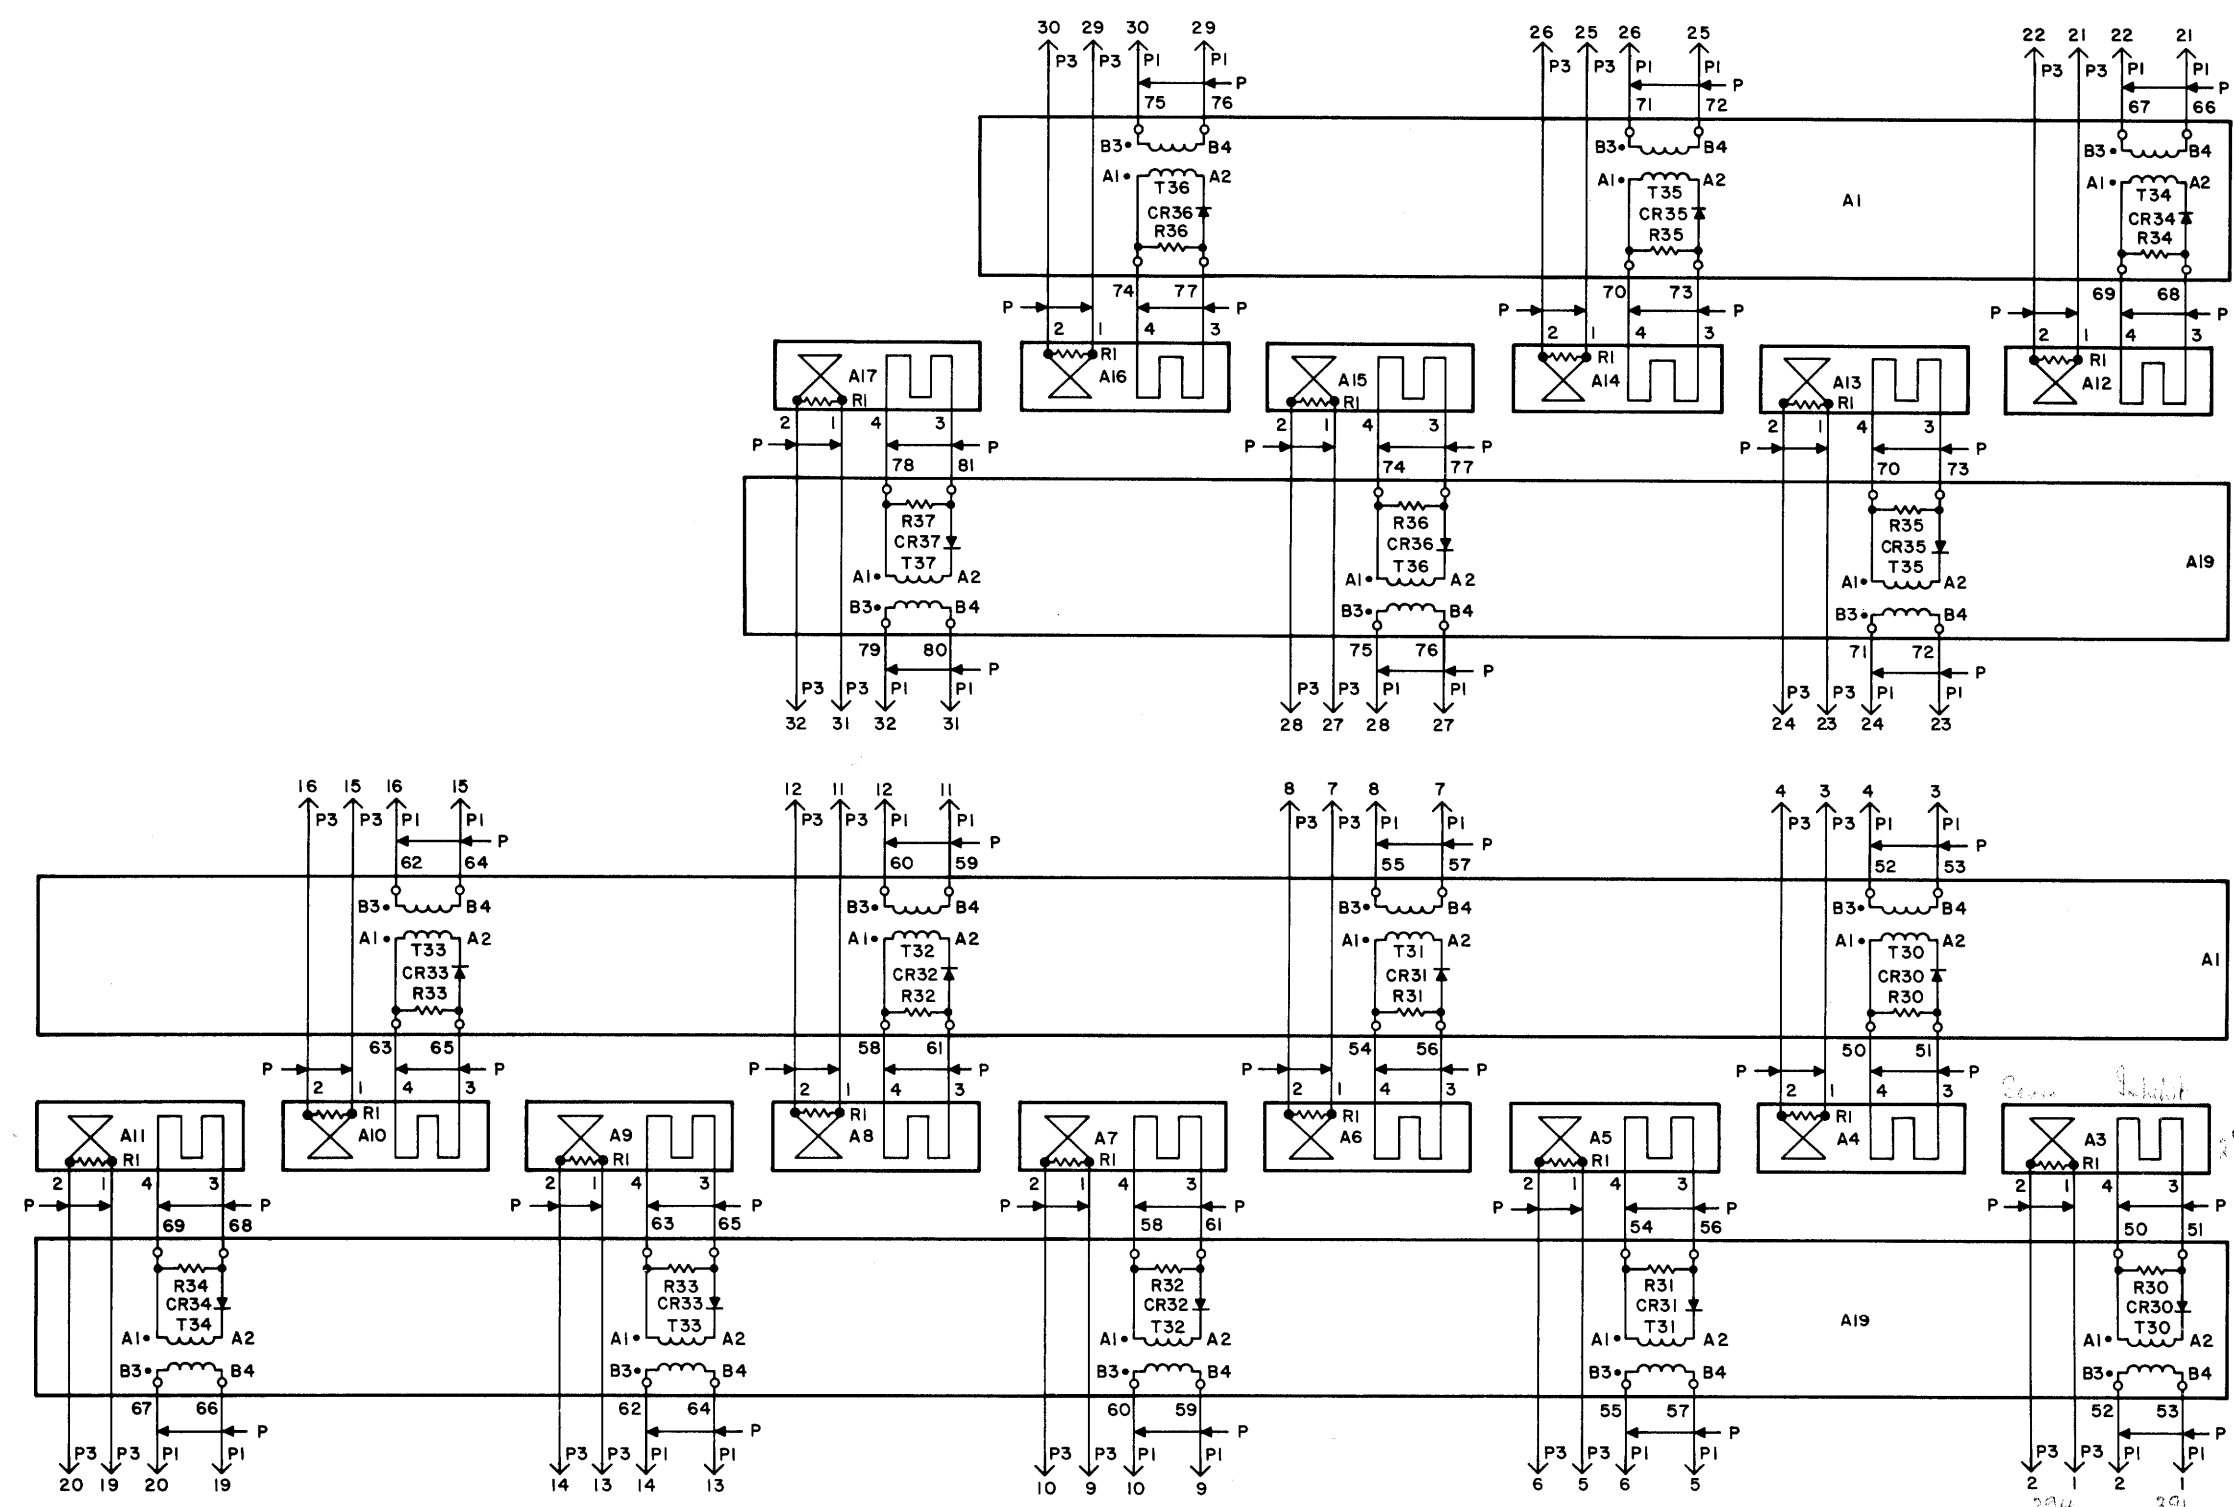 30 29 30 29 26 25 26 25 22 21 22 21
P3 P3 P1 P1 P3 P3 P1 P1 P3 P3 P1 P1
P P P
75 76 71 72 67 66
B3 B4 B3 B4 B3 B4
A1 A2 A1 A2 A1 A2
T36 T35 T34
A1
CR36 CR35 CR34
R36 R35 R34
74 77 70 73 69 68
P P P P P P
2 1 4 3 2 1 4 3 2 1 4 3
R1 R1 R1
A17 A16 A15 A14 A13 A12
R1 R1 R1
2 1 4 3 2 1 4 3 2 1 4 3
P P P P P P
78 81 74 77 70 73
R37 R36 R35
CR37 CR36 CR35
T37 T36 T35
A19
A1 A2 A1 A2 A1 A2
B3 B4 B3 B4 B3 B4
79 80 75 76 71 72
P P P
P3 P3 P1 P1 P3 P3 P1 P1 P3 P3 P1 P1
32 31 32 31 28 27 28 27 24 23 24 23
16 15 16 15 12 11 12 11 8 7 8 7 4 3 4 3
P3 P3 P1 P1 P3 P3 P1 P1 P3 P3 P1 P1 P3 P3 P1 P1
P P P P
62 64 60 59 55 57 52 53
B3 B4 B3 B4 B3 B4 B3 B4
A1 A2 A1 A2 A1 A2 A1 A2
T33 T32 T31 T30
A1
CR33 CR32 CR31 CR30
R33 R32 R31 R30
63 65 58 61 54 56 50 51
P P P P P P P P
2 1 4 3 2 1 4 3 2 1 4 3 2 1 4 3
R1 R1 R1 R1
A11 A10 A9 A8 A7 A6 A5 A4 A3
R1 R1 R1 R1 R1
2 1 4 3 2 1 4 3 2 1 4 3 2 1 4 3 2 1 4 3
P P P P P P P P P P
69 68 63 65 58 61 54 56 50 51
R34 R33 R32 R31 R30
CR34 CR33 CR32 CR31 CR30
T34 T33 T32 T31 T30
A19
A1 A2 A1 A2 A1 A2 A1 A2 A1 A2
B3 B4 B3 B4 B3 B4 B3 B4 B3 B4
67 66 62 64 60 59 55 57 52 53
P P P P P
P3 P3 P1 P1 P3 P3 P1 P1 P3 P3 P1 P1 P3 P3 P1 P1 P3 P3 P1 P1
20 19 20 19 14 13 14 13 10 9 10 9 6 5 6 5 2 1 2 1